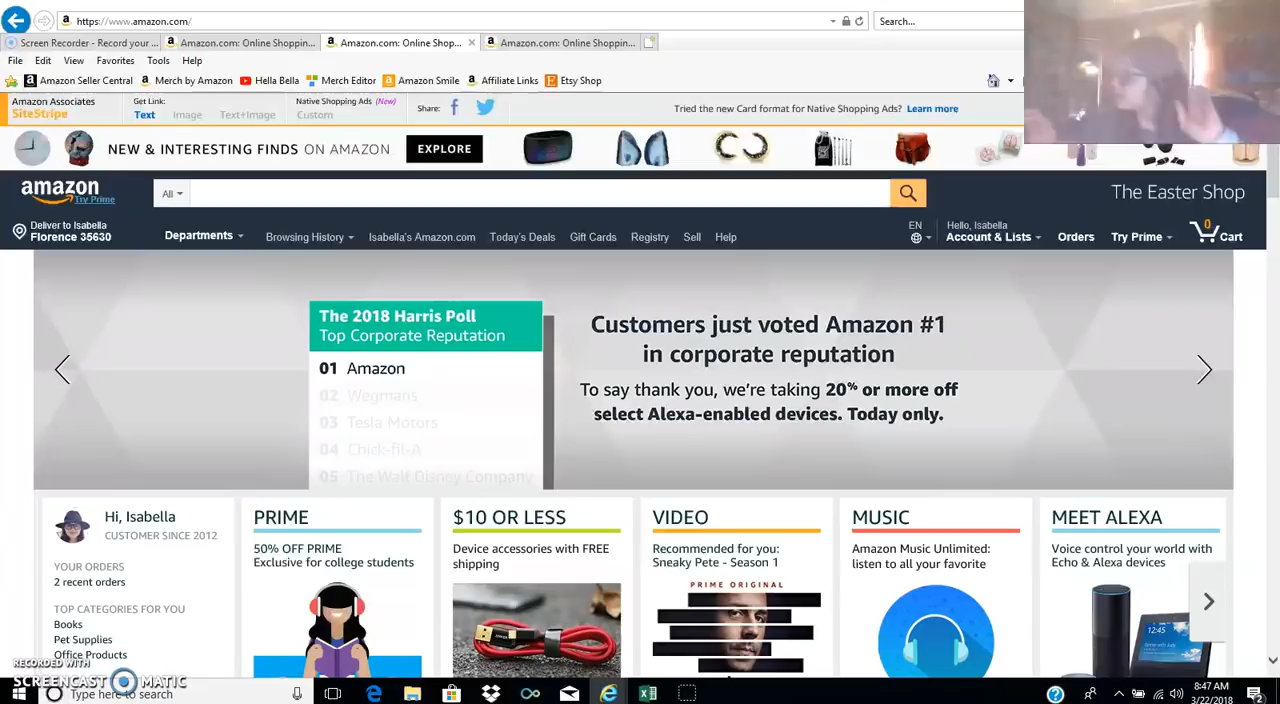 https://www.amazon.com/
Search...
Screen Recorder - Record your ...
Amazon.com: Online Shoppin...
Amazon.com: Online Shop...
Amazon.com: Online Shoppin...
File Edit View Favorites Tools Help
Amazon Seller Central Merch by Amazon Hella Bella Merch Editor Amazon Smile Affiliate Links Etsy Shop
Amazon Associates
SiteStripe
Get Link:
Text Image Text+Image
Native Shopping Ads (New)
Custom
Share:
Tried the new Card format for Native Shopping Ads? Learn more
NEW & INTERESTING FINDS ON AMAZON EXPLORE
amazon
Try Prime
All
The Easter Shop
Deliver to Isabella
Florence 35630
Departments Browsing History Isabella's Amazon.com Today's Deals Gift Cards Registry Sell Help
EN
Hello, Isabella
Account & Lists
Orders
Try Prime
0
Cart
The 2018 Harris Poll
Top Corporate Reputation
01 Amazon
02 Wegmans
03 Tesla Motors
04 Chick-fil-A
05 The Walt Disney Company
Customers just voted Amazon #1
in corporate reputation
To say thank you, we're taking 20% or more off
select Alexa-enabled devices. Today only.
Hi, Isabella
CUSTOMER SINCE 2012
YOUR ORDERS
2 recent orders
TOP CATEGORIES FOR YOU
Books
Pet Supplies
Office Products
PRIME
50% OFF PRIME
Exclusive for college students
$10 OR LESS
Device accessories with FREE
shipping
VIDEO
Recommended for you:
Sneaky Pete - Season 1
PRIME ORIGINAL
MUSIC
Amazon Music Unlimited:
listen to all your favorite
MEET ALEXA
Voice control your world with
Echo & Alexa devices
12:45
RECORDED WITH
SCREENCAST MATIC
Type here to search
8:47 AM
3/22/2018
2